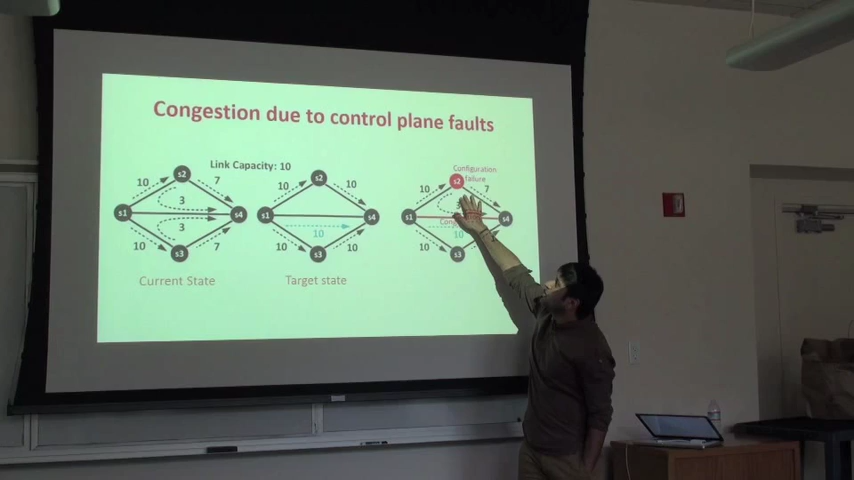 Congestion due to control plane faults
Link Capacity: 10
s2
10
7
3
s1
s4
3
10
7
s3
Current State
s2
10
10
s1
s4
10
10
10
s3
Target state
Configuration
failure
s2
10
7
s1
s4
10
10
s3